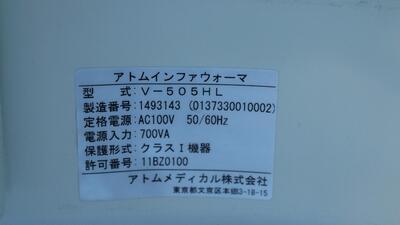 アトムインファウォーマ
型　式:V-505HL
製造番号:1493143 (0137330010002)
定格電源:AC100V 50/60Hz
電源入力:700VA
保護形式:クラスⅠ機器
許可番号:11BZ0100
アトムメディカル株式会社
東京都文京区本郷3-18-15